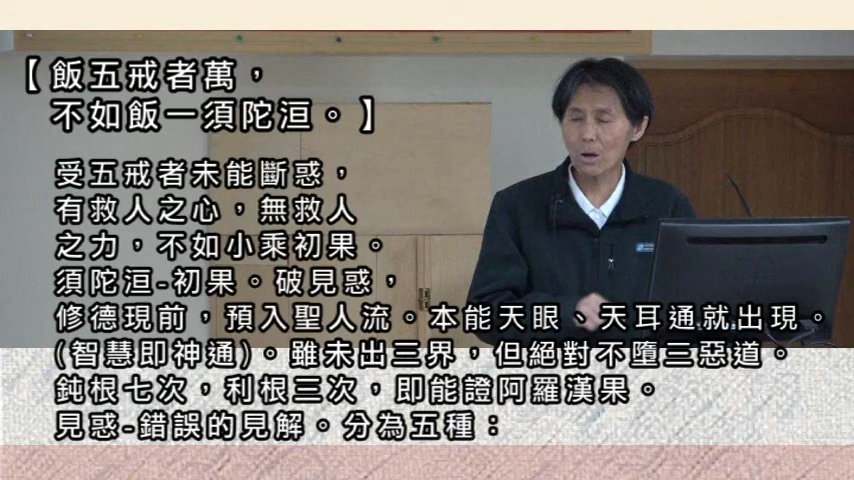 【飯五戒者萬，
不如飯一須陀洹。】
受五戒者未能斷惑，
有救人之心，無救人
之力，不如小乘初果。
須陀洹-初果。破見惑，
修德現前，預入聖人流。本能天眼、天耳通就出現。
(智慧即神通)。雖未出三界，但絕對不墮三惡道。
鈍根七次，利根三次，即能證阿羅漢果。
見惑-錯誤的見解。分為五種：